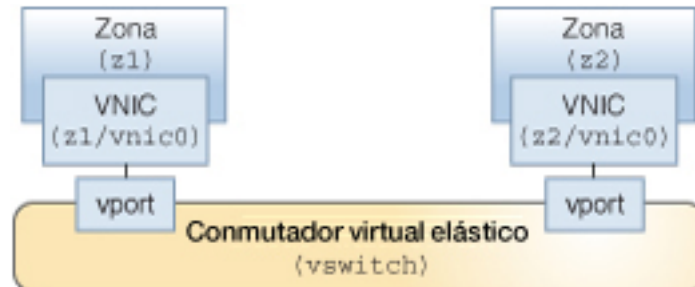 Zona
(z1)
VNIC
(z1/vnic0)
vport
Zona
(z2)
VNIC
(z2/vnic0)
vport
Conmutador virtual elástico
(vswitch)